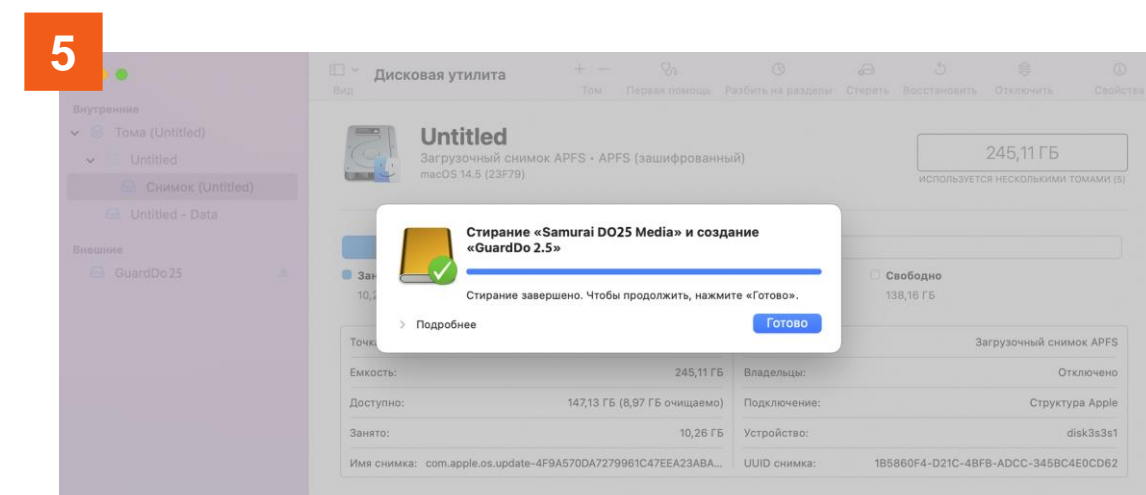 5
Дисковая утилита
Вид
Том
Первая помощь
Разбить на разделы
Стереть
Восстановить
Отключить
Свойства
Внутренние
Тома (Untitled)
Untitled
Снимок (Untitled)
Untitled - Data
Внешние
GuardDo25
Untitled
Загрузочный снимок APFS • APFS (зашифрованный)
macOS 14.5 (23F79)
245,11 ГБ
ИСПОЛЬЗУЕТСЯ НЕСКОЛЬКИМИ ТОМАМИ (5)
Стирание «Samurai DO25 Media» и создание
«GuardDo 2.5»
Стирание завершено. Чтобы продолжить, нажмите «Готово».
Подробнее
Готово
Свободно
138,16 ГБ
Загрузочный снимок APFS
Емкость: 245,11 ГБ
Владельцы: Отключено
Доступно: 147,13 ГБ (8,97 ГБ очищаемо)
Подключение: Структура Apple
Занято: 10,26 ГБ
Устройство: disk3s3s1
Имя снимка: com.apple.os.update-4F9A570DA7279961C47EEA23ABA...
UUID снимка: 1B5860F4-D21C-4BFB-ADCC-345BC4E0CD62